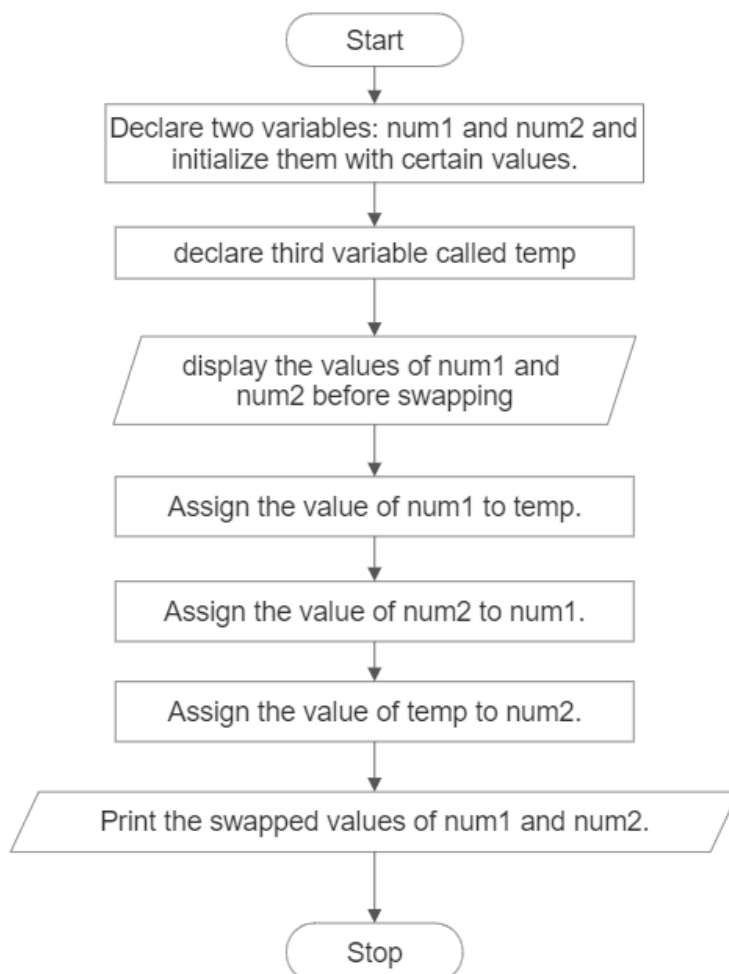 Start
Declare two variables: num1 and num2 and
initialize them with certain values.
declare third variable called temp
display the values of num1 and
num2 before swapping
Assign the value of num1 to temp.
Assign the value of num2 to num1.
Assign the value of temp to num2.
Print the swapped values of num1 and num2.
Stop